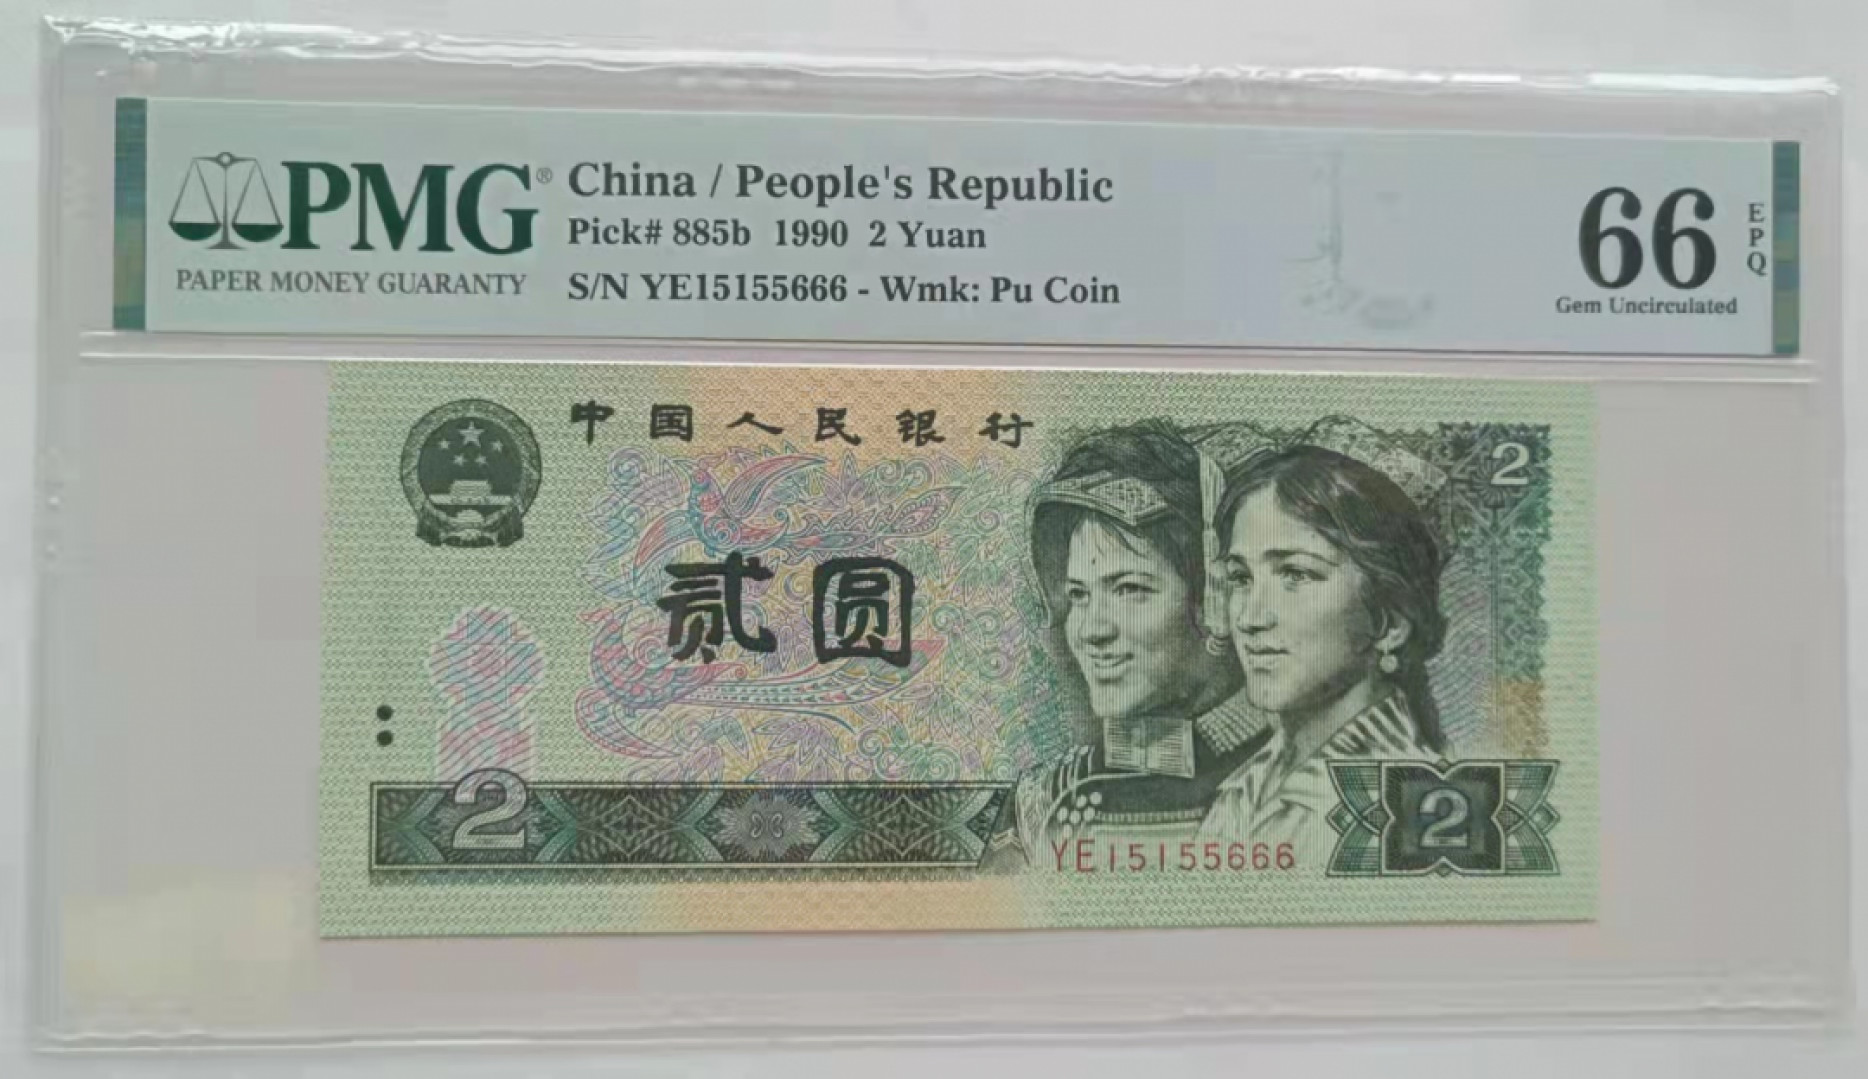 PMG®
PAPER MONEY GUARANTY
China / People's Republic
Pick# 885b 1990 2 Yuan
S/N YE15155666 - Wmk: Pu Coin
66
EPQ
Gem Uncirculated
中国人民银行
2
贰圆
2
2
YE15155666